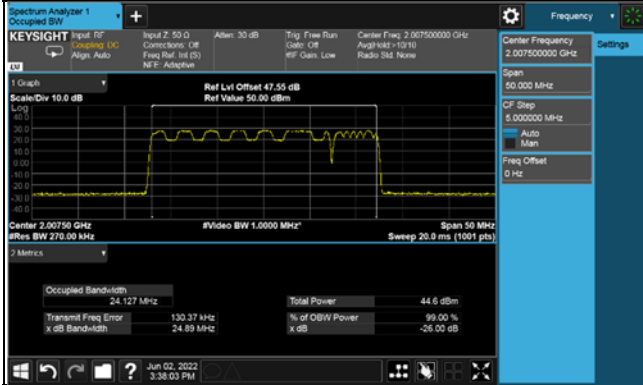 Spectrum Analyzer 1
Occupied BW
Frequency
KEYSIGHT
Input: RF
Coupling: DC
Align: Auto
Input Z: 50 Ω
Corrections: Off
Freq Ref: Int (S)
NFE: Adaptive
Atten: 30 dB
Trig: Free Run
Gate: Off
#IF Gain: Low
Center Freq: 2.007500000 GHz
Avg|Hold:>10/10
Radio Std: None
Center Frequency
2.007500000 GHz
Settings
Span
50.000 MHz
CF Step
5.000000 MHz
Auto
Man
Freq Offset
0 Hz
1 Graph
Scale/Div 10.0 dB
Ref Lvl Offset 47.55 dB
Ref Value 50.00 dBm
Log
40.0
30.0
20.0
10.0
0.00
-10.0
-20.0
-30.0
-40.0
Center 2.00750 GHz
#Res BW 270.00 kHz
#Video BW 1.0000 MHz*
Span 50 MHz
Sweep 20.0 ms (1001 pts)
2 Metrics
Occupied Bandwidth
24.127 MHz
Total Power 44.6 dBm
Transmit Freq Error 130.37 kHz
% of OBW Power 99.00 %
x dB Bandwidth 24.89 MHz
x dB -26.00 dB
Jun 02, 2022
3:38:03 PM